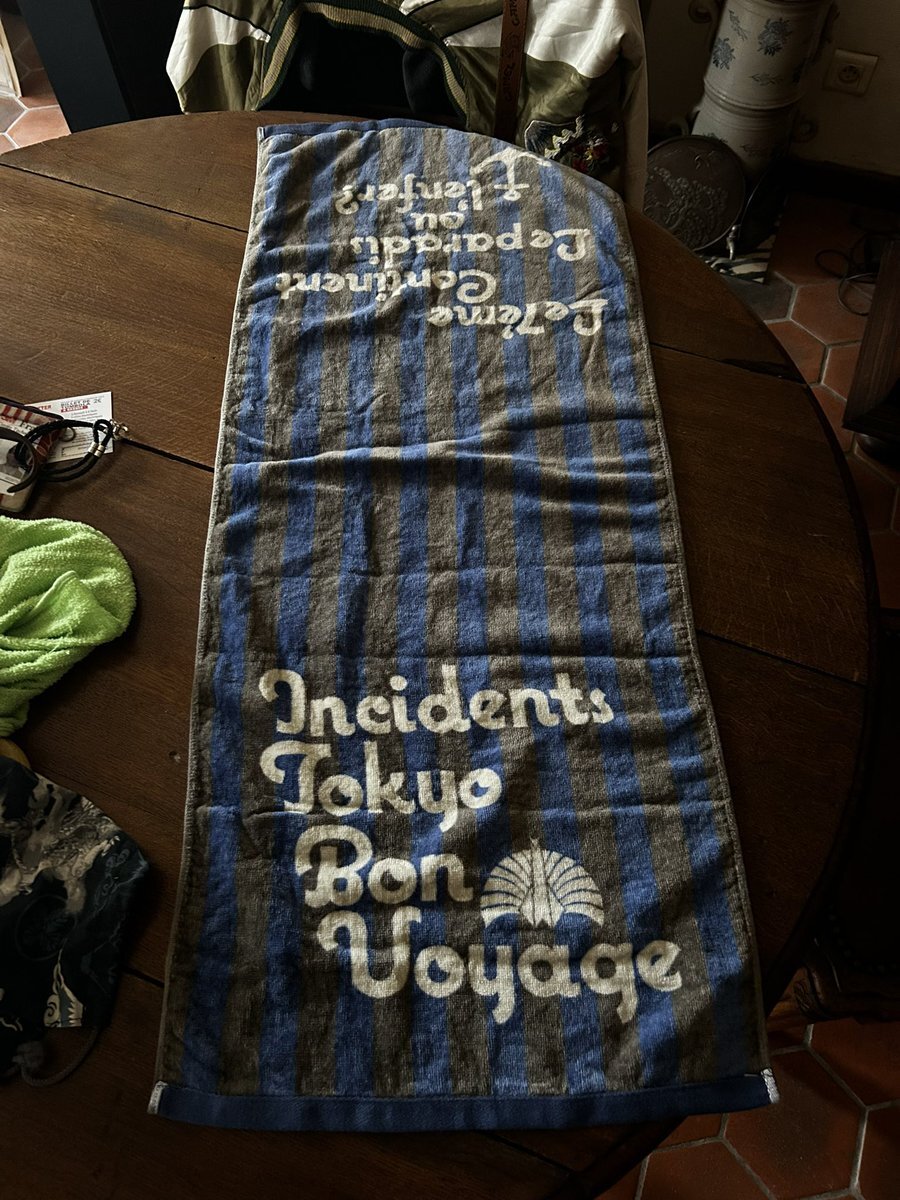 Incidents
Tokyo
Bon
Voyage
Le 7ème
Continent
Le paradis
ou
l'enfer?